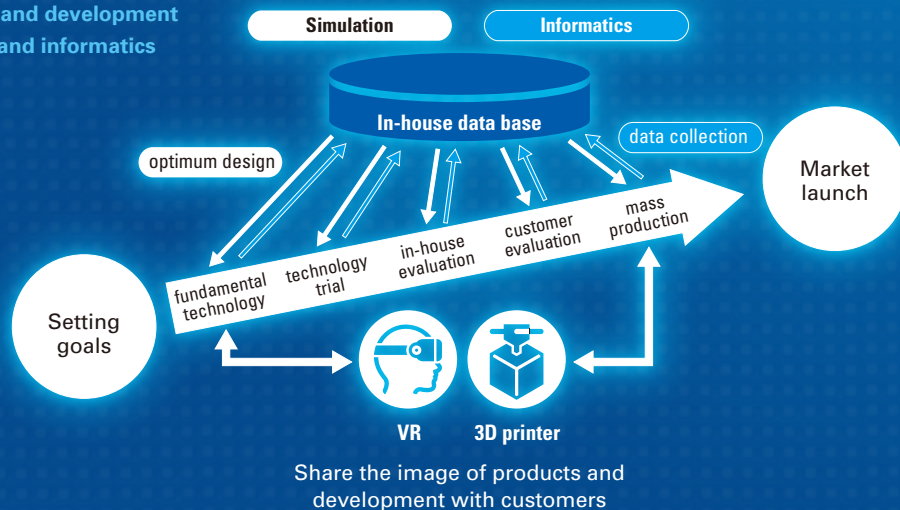 and development
and informatics
Simulation
Informatics
In-house data base
optimum design
data collection
Market
launch
Setting
goals
fundamental
technology
technology
trial
in-house
evaluation
customer
evaluation
mass
production
VR
3D printer
Share the image of products and
development with customers